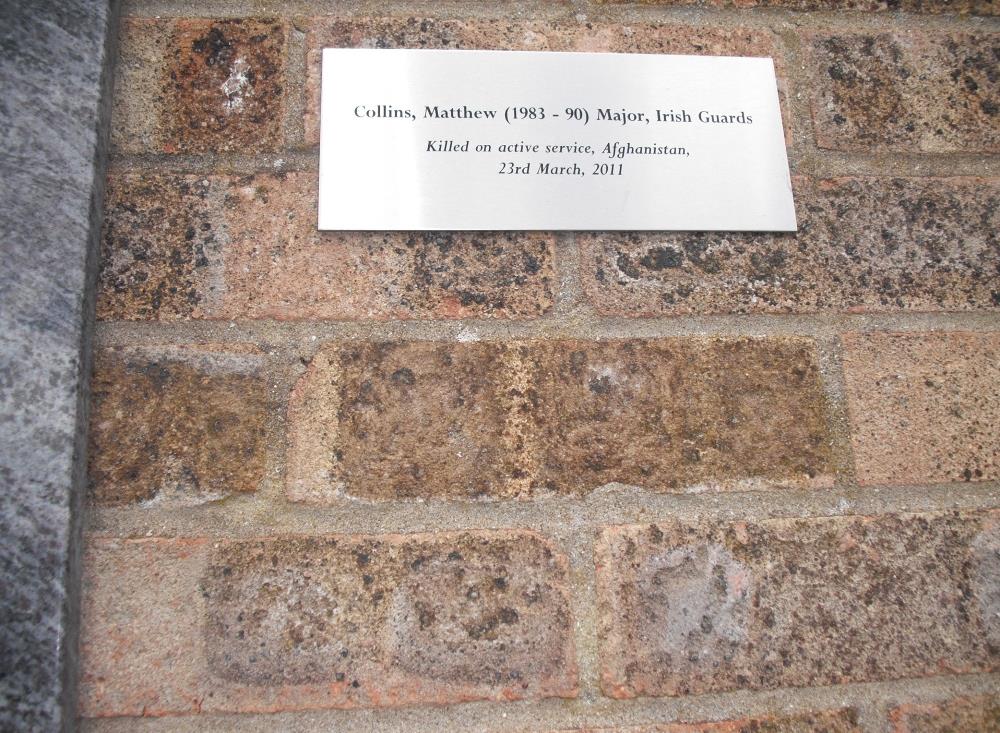 Collins, Matthew (1983 - 90) Major, Irish Guards
Killed on active service, Afghanistan,
23rd March, 2011